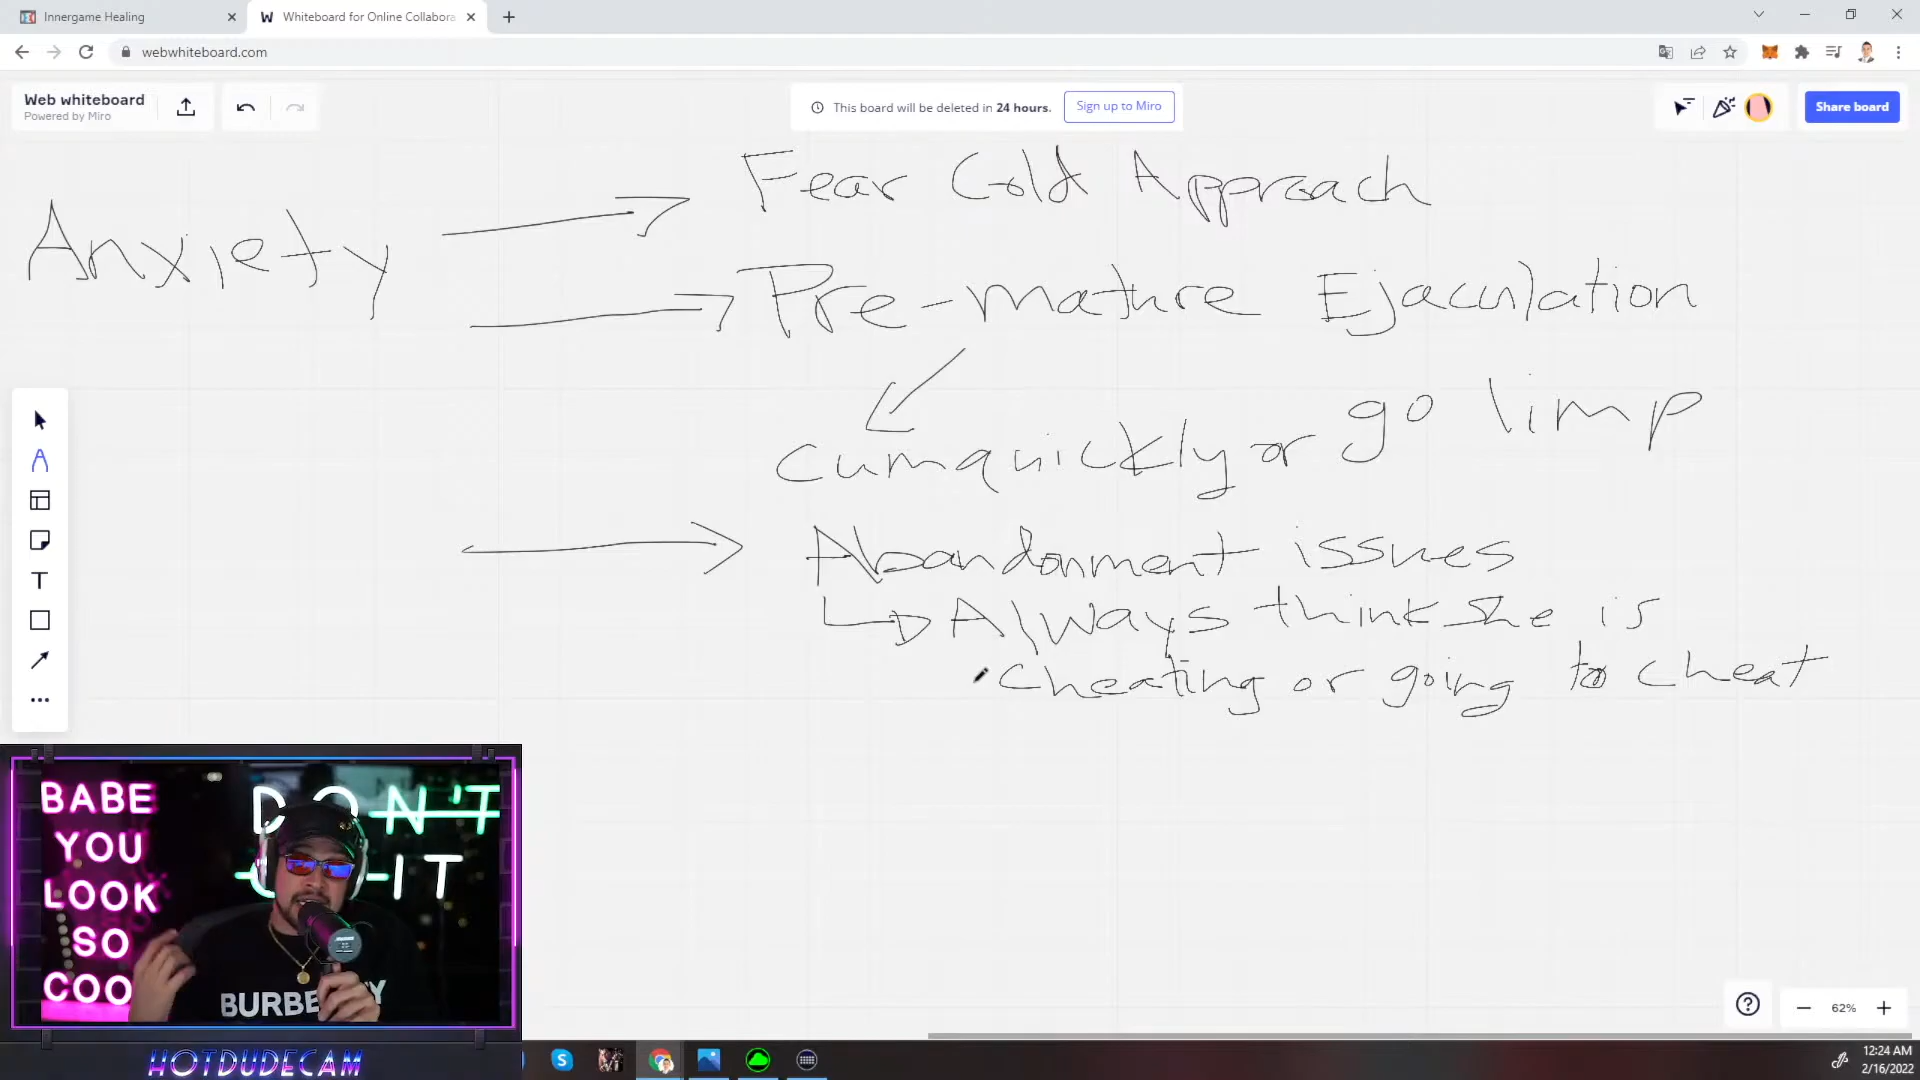 Innergame Healing
Whiteboard for Online Collabora
webwhiteboard.com
Web whiteboard
Powered by Miro
This board will be deleted in 24 hours.
Sign up to Miro
Share board
Anxiety
Fear Cold Approach
Pre-mature Ejaculation
cum quickly or go limp
Abandonment issues
Always think she is
cheating or going to cheat
T
BABE
YOU
LOOK
SO
COO
DON'T
IT
BURBERRY
HOTDUDECAM
62%
12:24 AM
2/16/2022